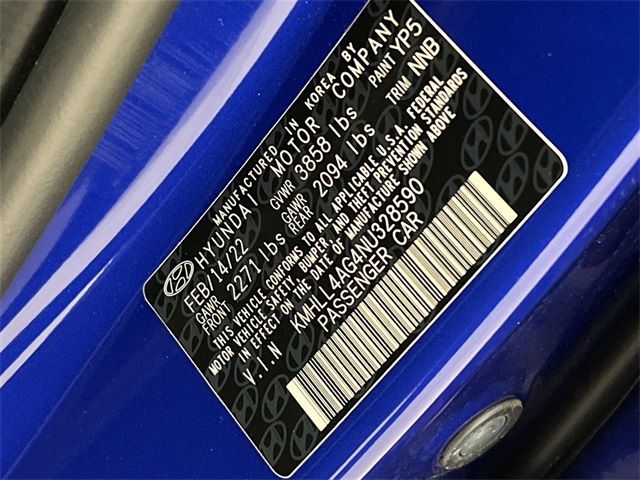 MANUFACTURED IN KOREA BY
HYUNDAI MOTOR COMPANY
FEB/14/22 GVWR 3858 lbs PAINT YP5
GAWR FRONT 2271 lbs GAWR REAR 2094 lbs TRIM NNB
THIS VEHICLE CONFORMS TO ALL APPLICABLE U.S.A. FEDERAL
MOTOR VEHICLE SAFETY, BUMPER AND THEFT PREVENTION STANDARDS
IN EFFECT ON THE DATE OF MANUFACTURE SHOWN ABOVE
V.I.N KMHLL4AG4NU328590
PASSENGER CAR